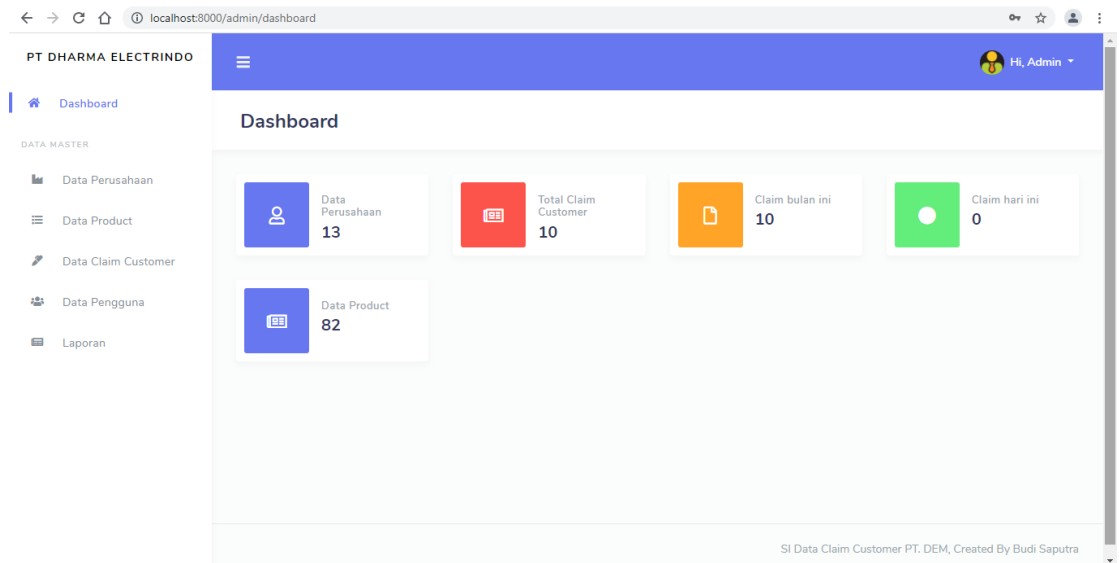 localhost:8000/admin/dashboard
PT DHARMA ELECTRINDO
Hi, Admin
Dashboard
DATA MASTER
Data Perusahaan
Data Product
Data Claim Customer
Data Pengguna
Laporan
Dashboard
Data
Perusahaan
13
Total Claim
Customer
10
Claim bulan ini
10
Claim hari ini
0
Data Product
82
SI Data Claim Customer PT. DEM, Created By Budi Saputra